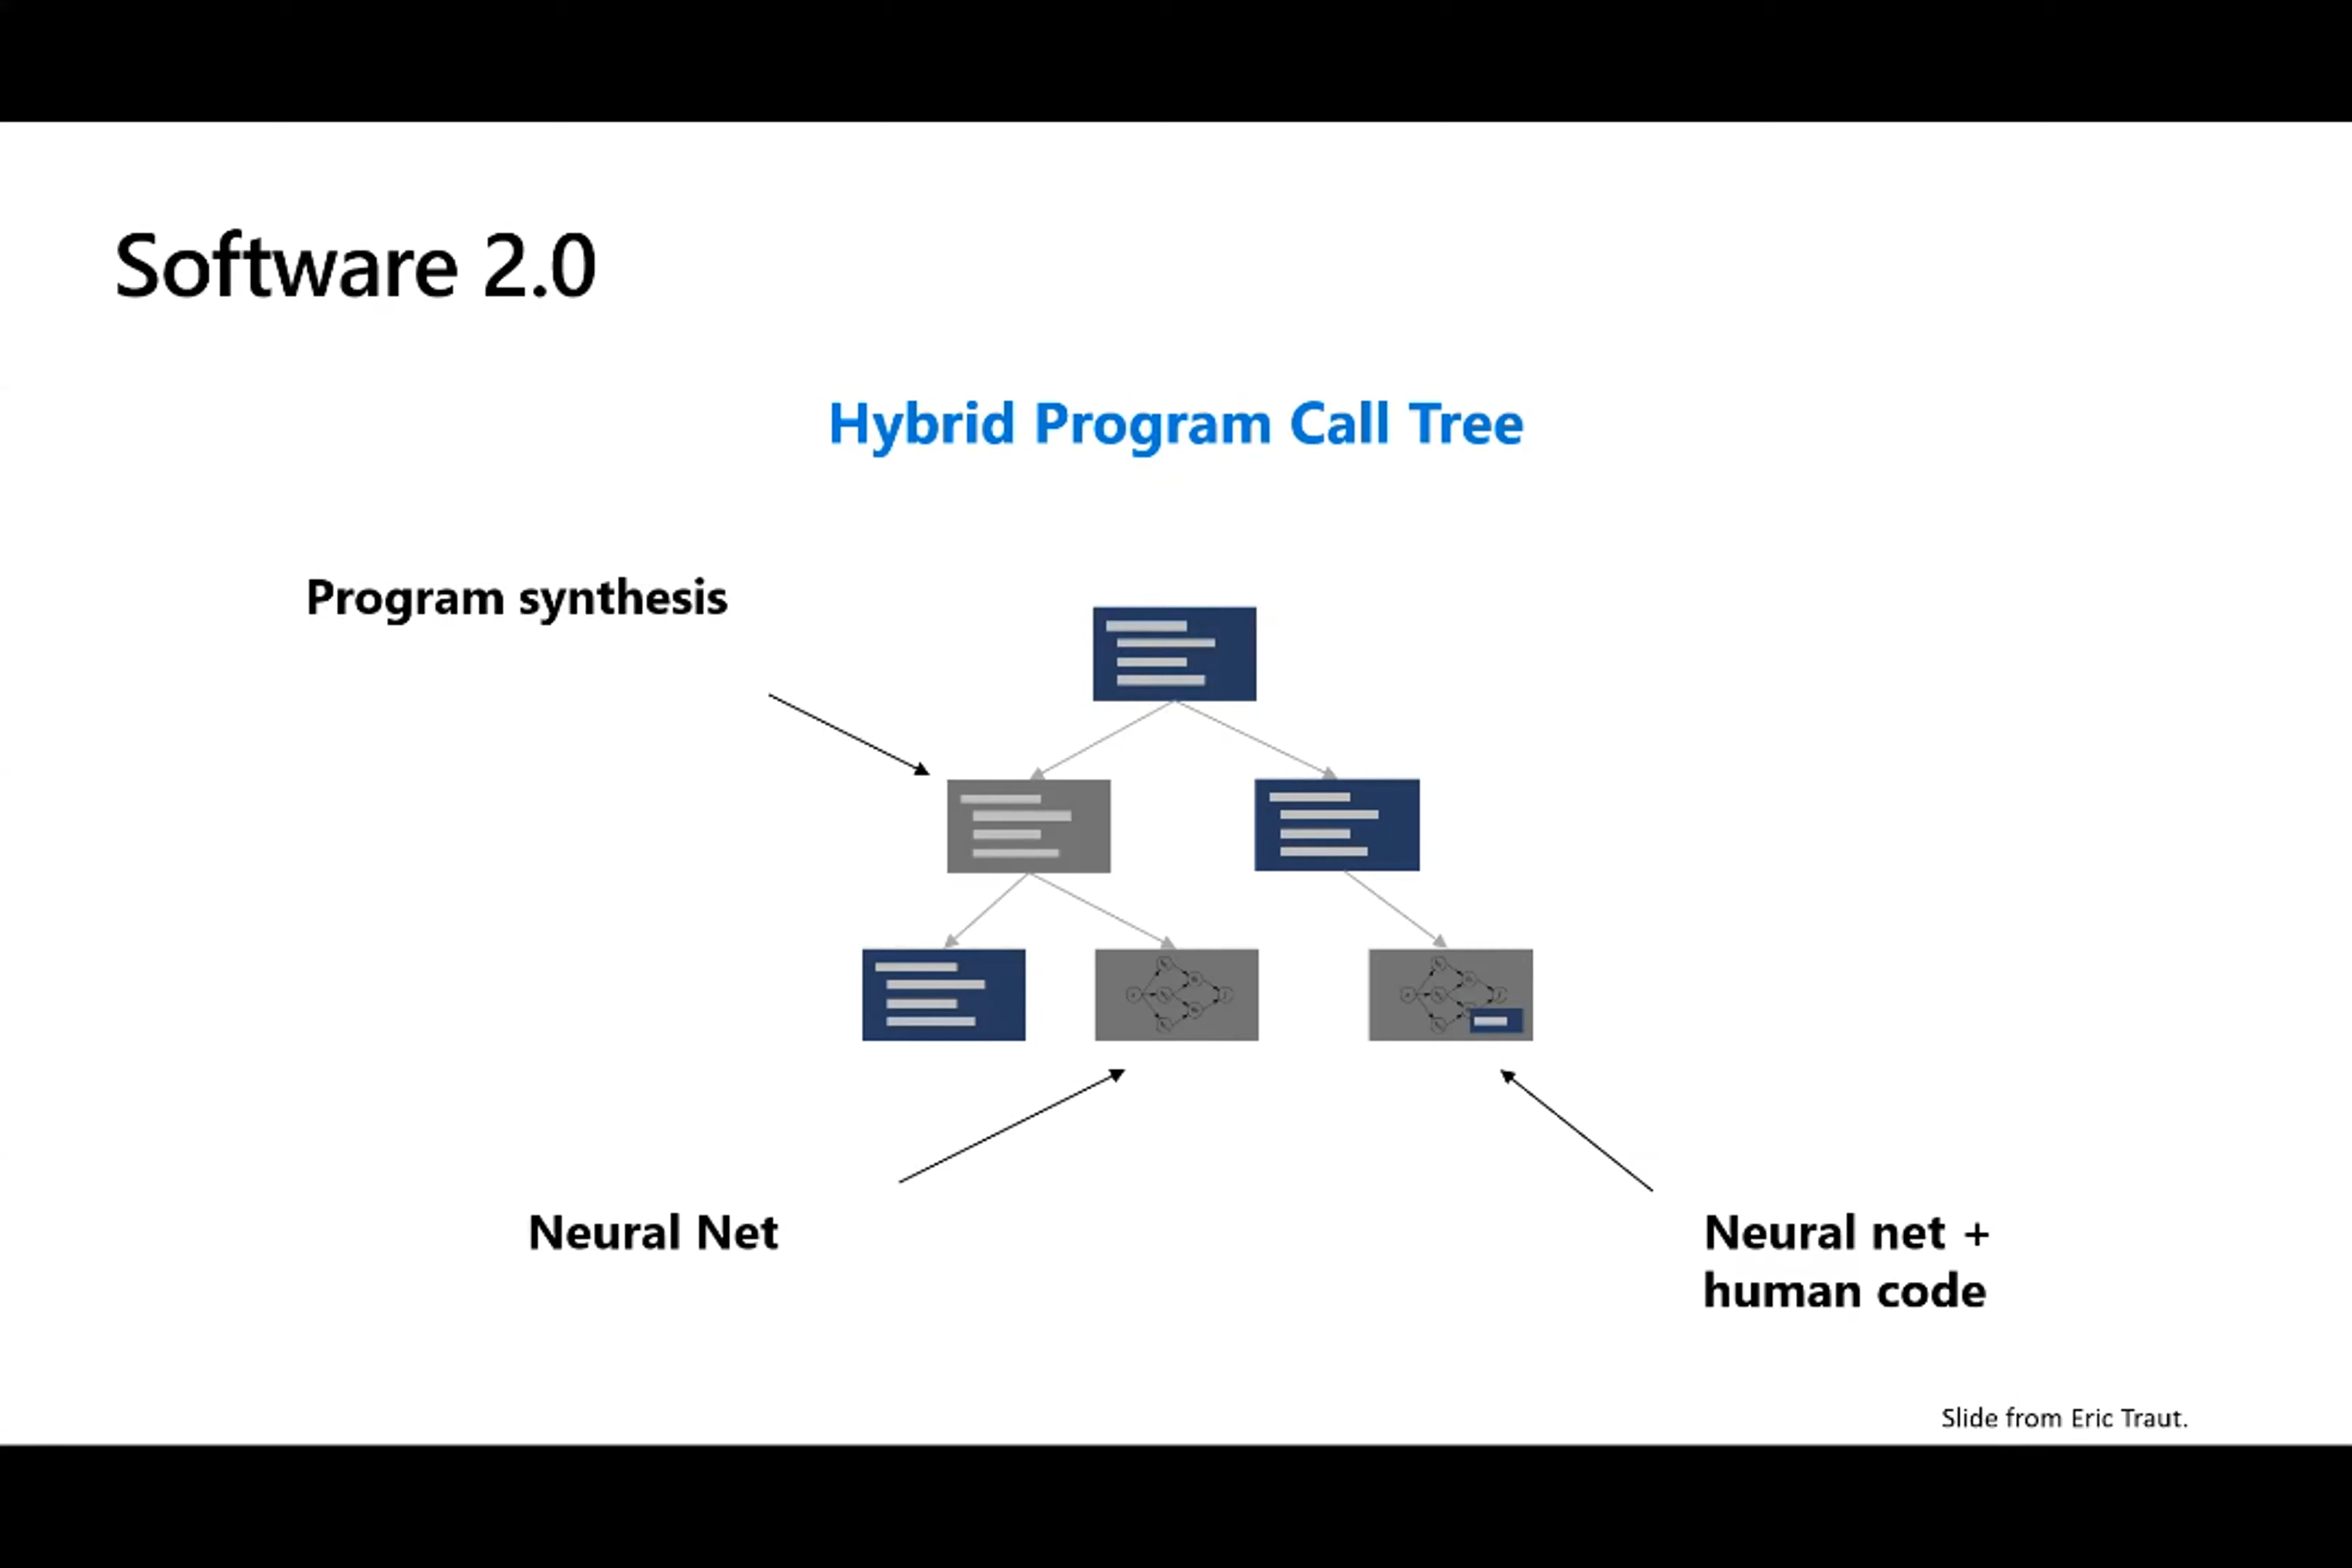 Software 2.0
Hybrid Program Call Tree
Program synthesis
Neural Net
Neural net +
human code
Slide from Eric Traut.